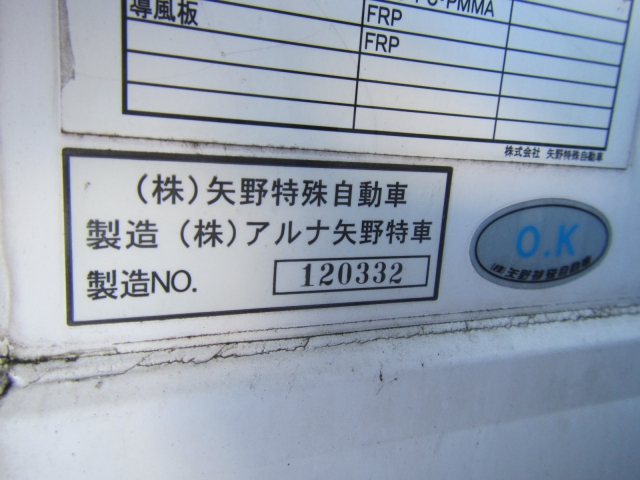 PMMA
導風板 FRP
FRP
株式会社 矢野特殊自動車
(株)矢野特殊自動車
製造 (株)アルナ矢野特車
製造NO. 120332
O.K
(株)矢野特殊自動車